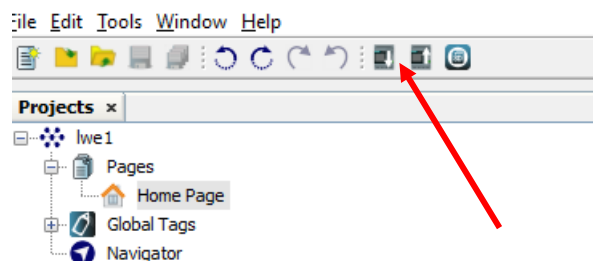 File Edit Tools Window Help
Projects ×
lwe1
Pages
Home Page
Global Tags
Navigator